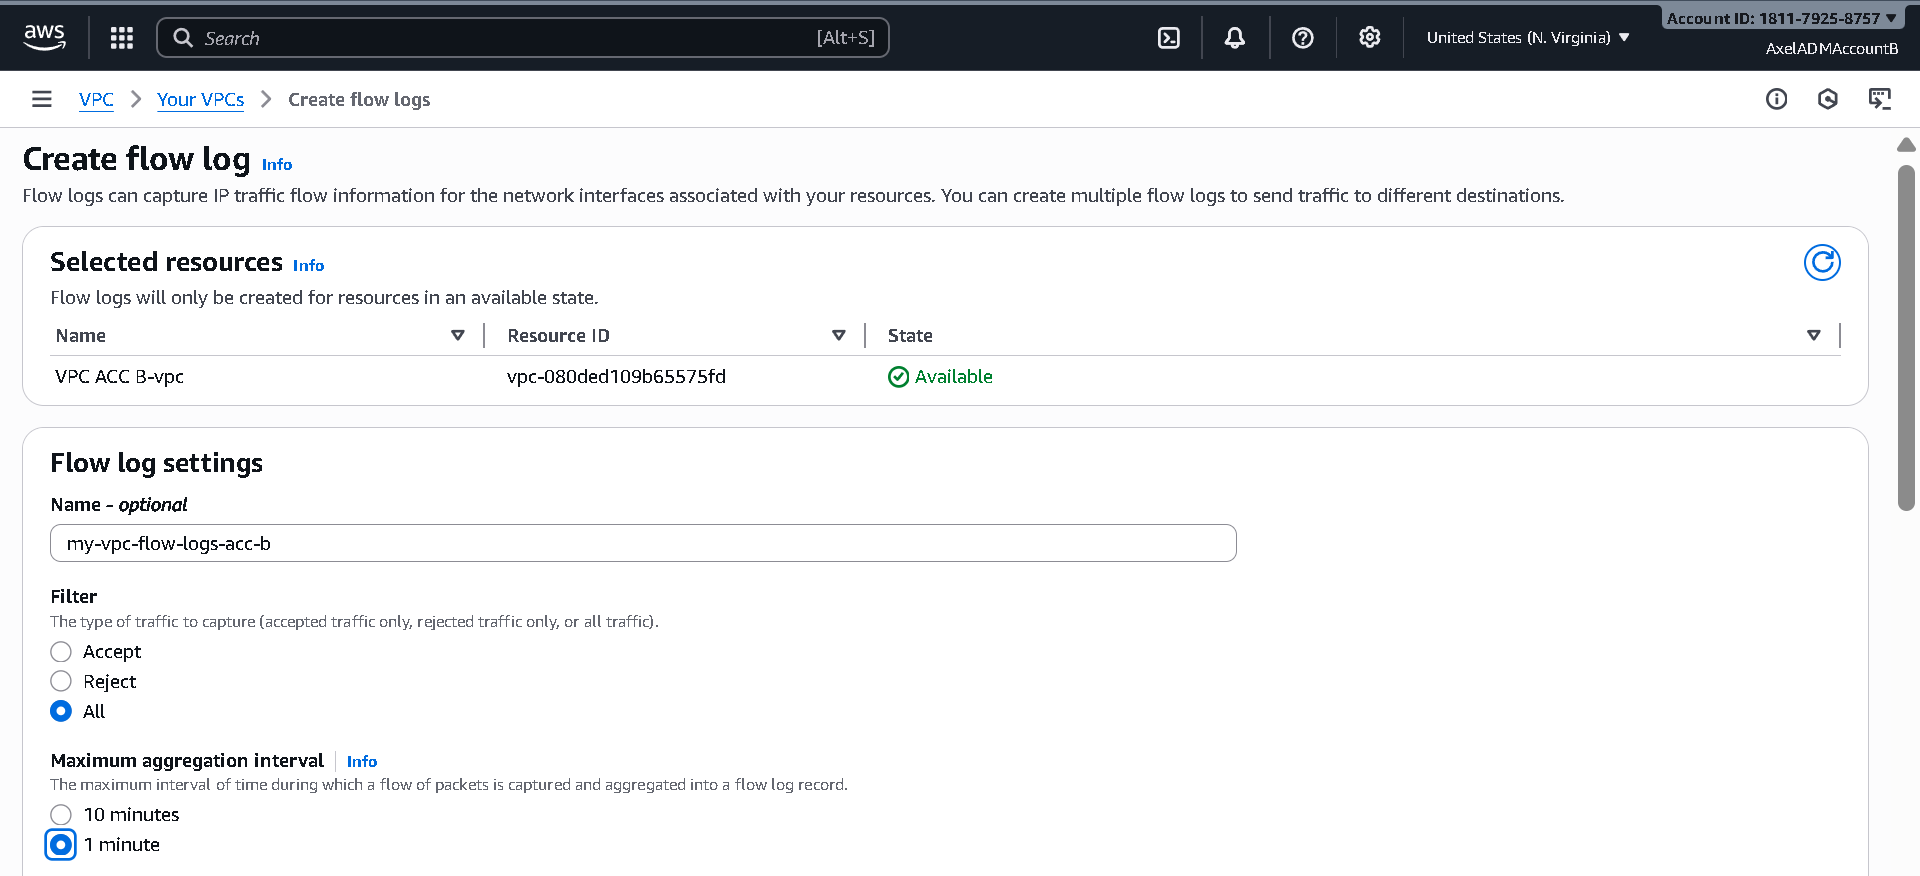 aws
Search [Alt+S]
United States (N. Virginia)
Account ID: 1811-7925-8757
AxelADMAccountB
VPC
Your VPCs
Create flow logs
Create flow log Info
Flow logs can capture IP traffic flow information for the network interfaces associated with your resources. You can create multiple flow logs to send traffic to different destinations.
Selected resources Info
Flow logs will only be created for resources in an available state.
Name Resource ID State
VPC ACC B-vpc vpc-080ded109b65575fd Available
Flow log settings
Name - optional
my-vpc-flow-logs-acc-b
Filter
The type of traffic to capture (accepted traffic only, rejected traffic only, or all traffic).
Accept
Reject
All
Maximum aggregation interval Info
The maximum interval of time during which a flow of packets is captured and aggregated into a flow log record.
10 minutes
1 minute